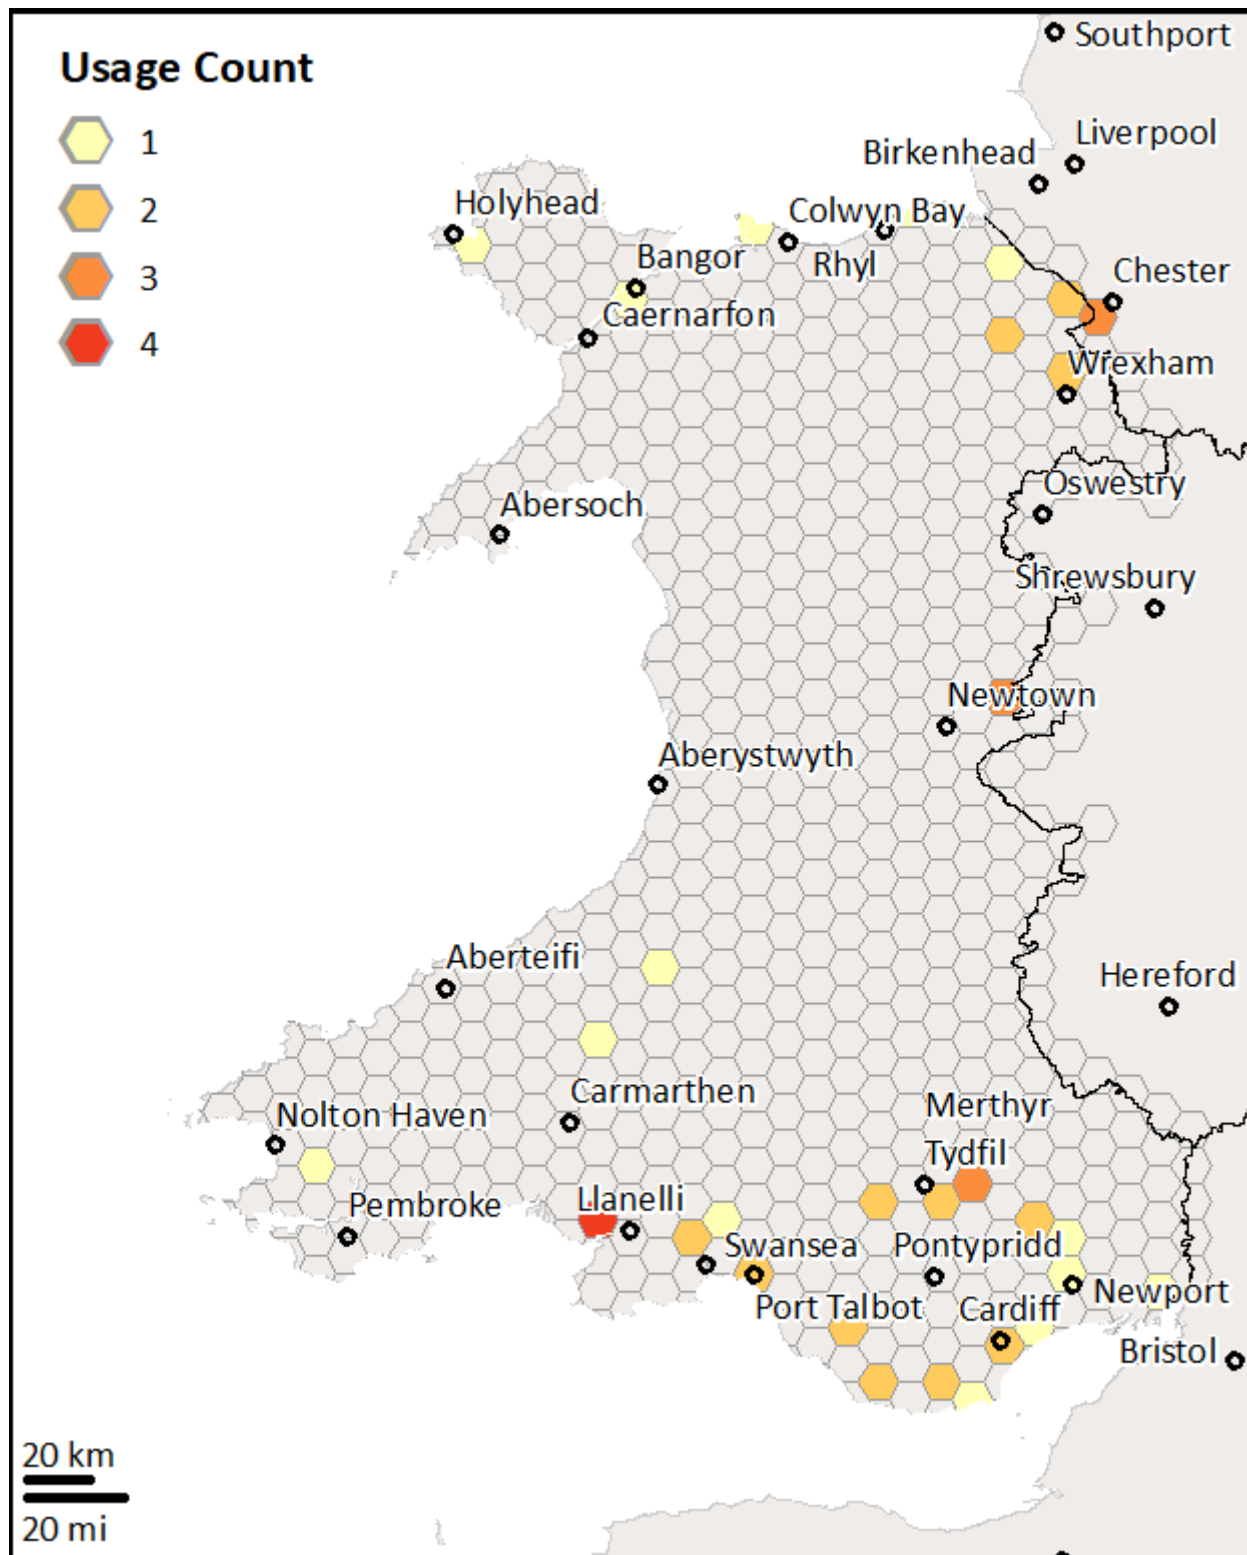 Southport
Usage Count
1
Liverpool
Birkenhead
2
Holyhead
Colwyn Bay
Bangor
Rhyl
3
Chester
Caernarfon
4
Wrexham
Oswestry
Abersoch
Shrewsbury
Newtown
Aberystwyth
Aberteifi
Hereford
Carmarthen
Merthyr
Tydfil
Nolton Haven
Llanelli
Pembroke
Swansea
Pontypridd
Newport
Port Talbot
Cardiff
Bristol
20 km
20 mi